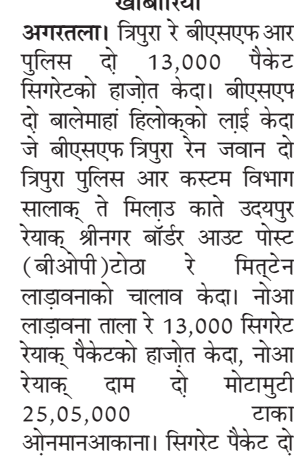 खोबोरिया
अगरतला। त्रिपुरा रे बीएसएफ आर
पुलिस दो़ 13,000 पैकेट
सिगरेटको हाजो़त केदा। बीएसएफ
दो़ बालेमाहां हिलोक्‌को लाई केदा
जे बीएसएफ त्रिपुरा रेन जवान दो़
त्रिपुरा पुलिस आर कस्टम विभाग
सालाक् ते मिला़उ काते उदयपुर
रेयाक् श्रीनगर बॉर्डर आउट पोस्ट
(बीओपी)टोठा रे मित्‌टेन
लाड़ावनाको चालाव केदा। नोआ
लाड़ावना ताला रे 13,000 सिगरेट
रेयाक् पैकेटको हाजो़त केदा, नोआ
रेयाक् दाम दो़ मोटामुटी
25,05,000 टाका
ओ़नमानआकाना। सिगरेट पैकेट दो़